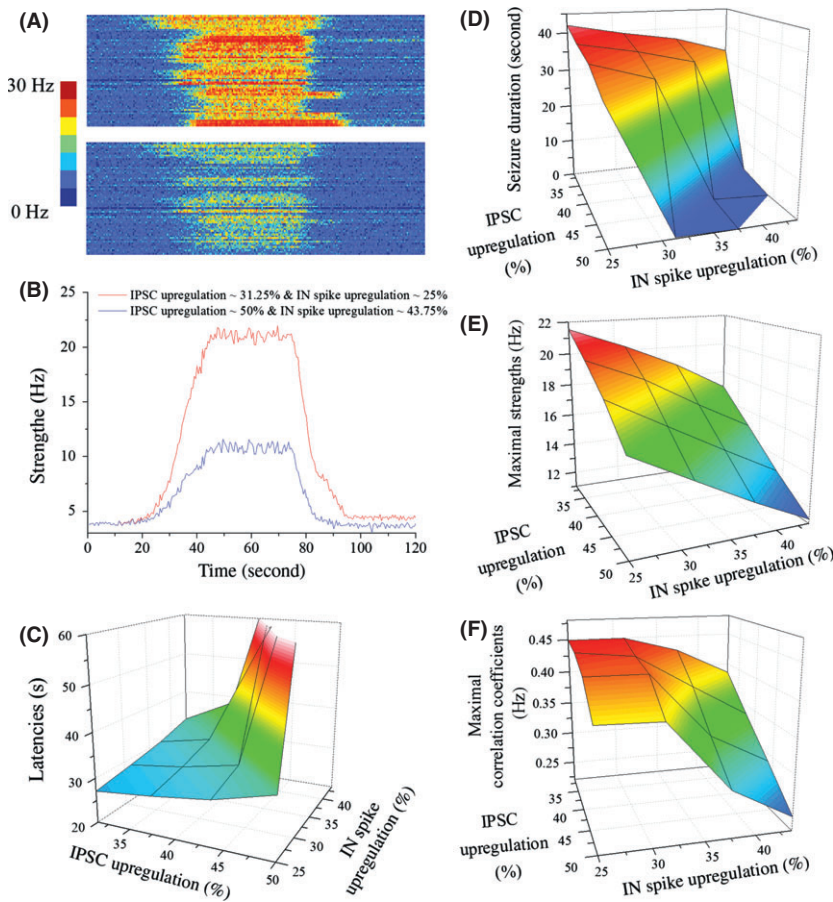 (A)
30 Hz
0 Hz
(B)
IPSC upregulation ~ 31.25% & IN spike upregulation ~ 25%
IPSC upregulation ~ 50% & IN spike upregulation ~ 43.75%
Strengthe (Hz)
25
20
15
10
5
0 20 40 60 80 100 120
Time (second)
(C)
Latencies (s)
60
50
40
30
20
35 40 45 50
IPSC upregulation (%)
25 30 35 40
IN spike
upregulation (%)
(D)
Seizure duration (second)
40
30
20
10
0
35
40
45
50
IPSC
upregulation
(%)
25 30 35 40
IN spike upregulation (%)
(E)
Maximal strengths (Hz)
22
20
18
16
14
12
35
40
45
50
IPSC
upregulation
(%)
25 30 35 40
IN spike upregulation (%)
(F)
Maximal
correlation coefficients
(Hz)
0.45
0.40
0.35
0.30
0.25
35
40
45
50
IPSC
upregulation
(%)
25 30 35 40
IN spike upregulation (%)